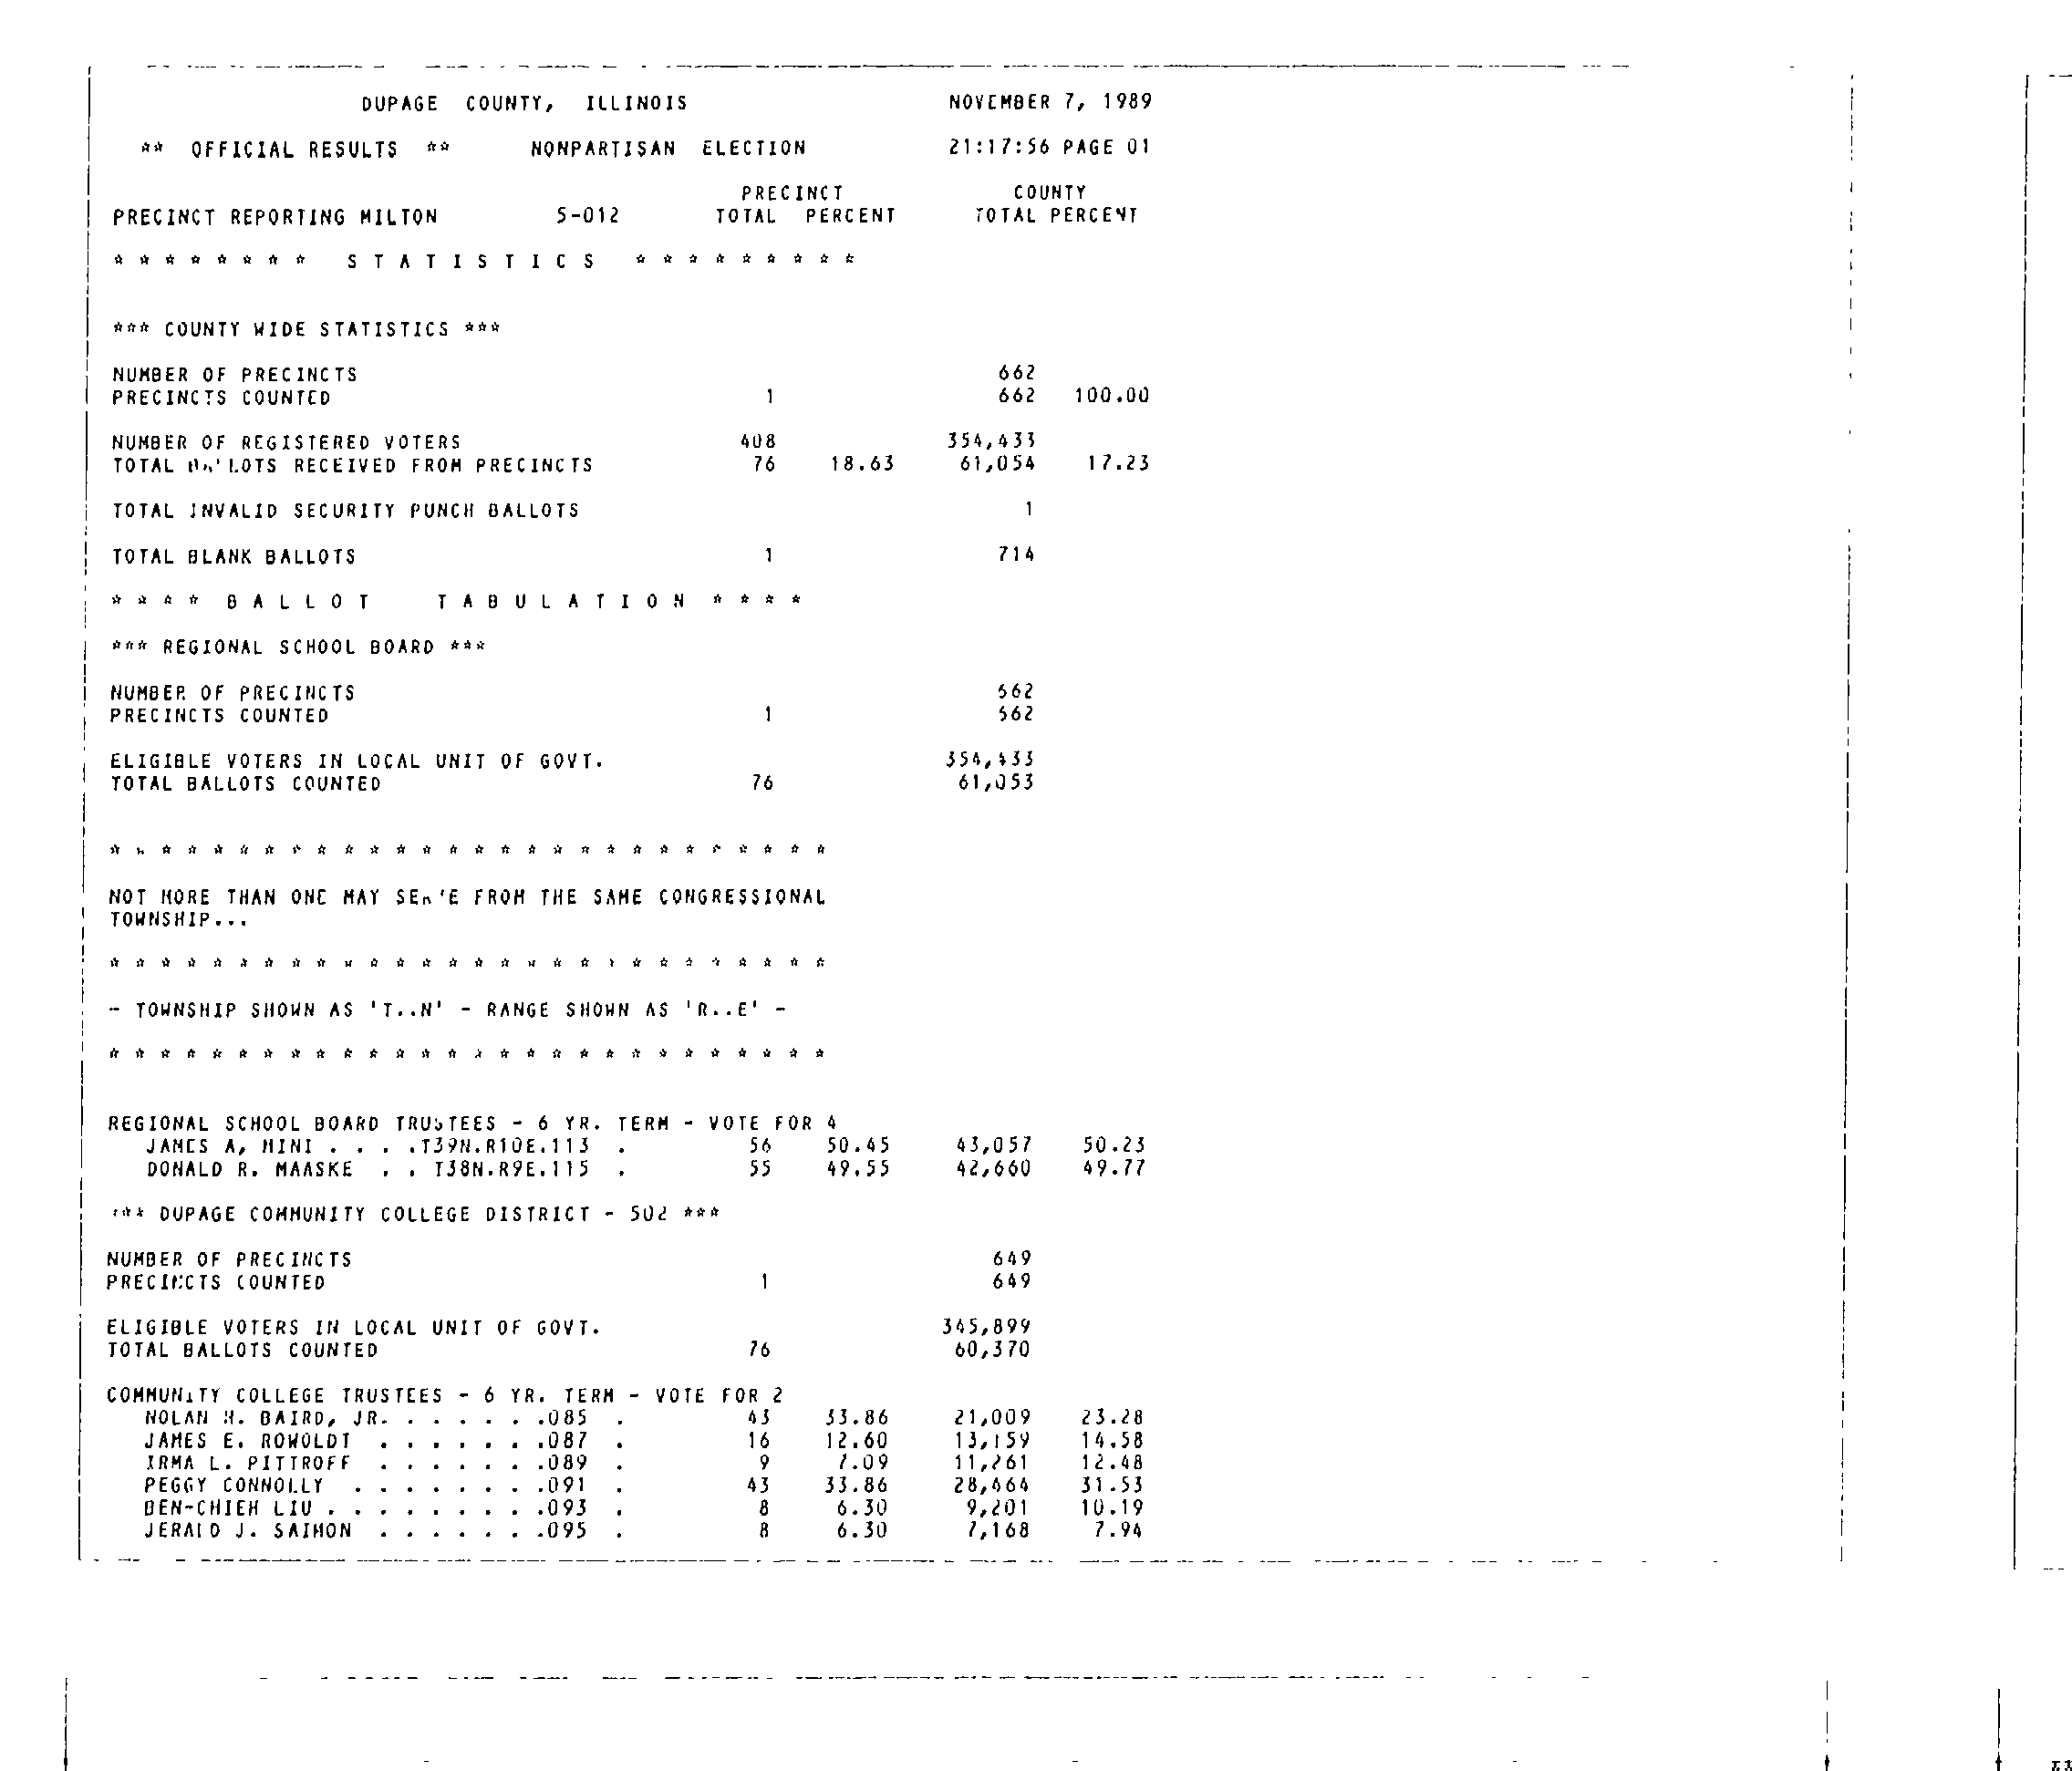 DUPAGE COUNTY, ILLINOIS NOVEMBER 7, 1989
** OFFICIAL RESULTS ** NONPARTISAN ELECTION 21:17:56 PAGE 01
PRECINCT COUNTY
PRECINCT REPORTING MILTON 5-012 TOTAL PERCENT TOTAL PERCENT
* * * * * * * * S T A T I S T I C S * * * * * * * * *
*** COUNTY WIDE STATISTICS ***
NUMBER OF PRECINCTS 662
PRECINCTS COUNTED 1 662 100.00
NUMBER OF REGISTERED VOTERS 408 354,433
TOTAL BALLOTS RECEIVED FROM PRECINCTS 76 18.63 61,054 17.23
TOTAL INVALID SECURITY PUNCH BALLOTS 1
TOTAL BLANK BALLOTS 1 714
* * * * B A L L O T T A B U L A T I O N * * * *
*** REGIONAL SCHOOL BOARD ***
NUMBER OF PRECINCTS 662
PRECINCTS COUNTED 1 662
ELIGIBLE VOTERS IN LOCAL UNIT OF GOVT. 354,433
TOTAL BALLOTS COUNTED 76 61,053
* * * * * * * * * * * * * * * * * * * * * * * * * * * *
NOT MORE THAN ONE MAY SERVE FROM THE SAME CONGRESSIONAL
TOWNSHIP...
* * * * * * * * * * * * * * * * * * * * * * * * * * * *
- TOWNSHIP SHOWN AS 'T..N' - RANGE SHOWN AS 'R..E' -
* * * * * * * * * * * * * * * * * * * * * * * * * * * *
REGIONAL SCHOOL BOARD TRUSTEES - 6 YR. TERM - VOTE FOR 4
JAMES A, MINI . . . .T39N.R10E.113 . 56 50.45 43,057 50.23
DONALD R. MAASKE . . T38N.R9E.115 . 55 49.55 42,660 49.77
*** DUPAGE COMMUNITY COLLEGE DISTRICT - 502 ***
NUMBER OF PRECINCTS 649
PRECINCTS COUNTED 1 649
ELIGIBLE VOTERS IN LOCAL UNIT OF GOVT. 345,899
TOTAL BALLOTS COUNTED 76 60,370
COMMUNITY COLLEGE TRUSTEES - 6 YR. TERM - VOTE FOR 2
NOLAN H. BAIRD, JR. . . . . . .085 . 43 33.86 21,009 23.28
JAMES E. ROWOLDT . . . . . . .087 . 16 12.60 13,159 14.58
IRMA L. PITTROFF . . . . . . .089 . 9 7.09 11,261 12.48
PEGGY CONNOLLY . . . . . . . .091 . 43 33.86 28,464 31.53
BEN-CHIEH LIU . . . . . . . . .093 . 8 6.30 9,201 10.19
JERALD J. SAIMON . . . . . . .095 . 8 6.30 7,168 7.94